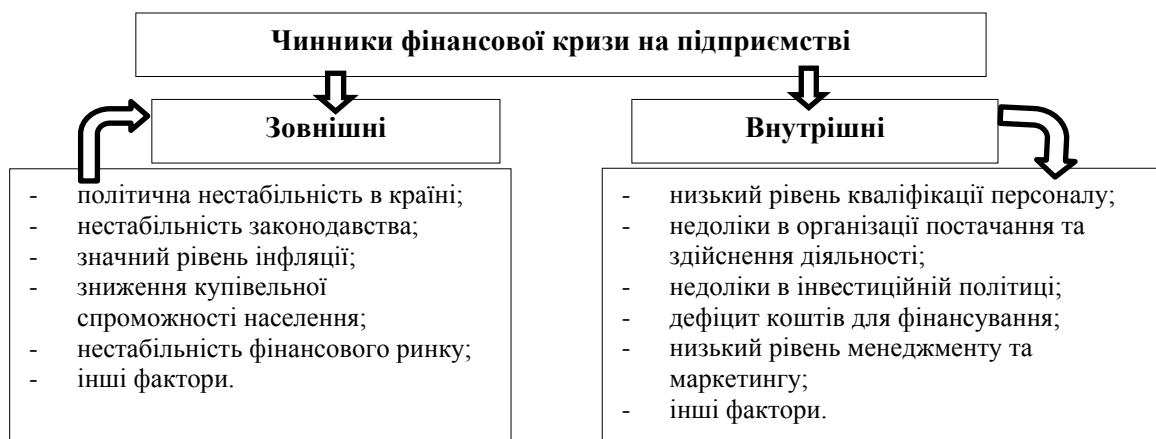 Чинники фінансової кризи на підприємстві
Зовнішні
- політична нестабільність в країні;
- нестабільність законодавства;
- значний рівень інфляції;
- зниження купівельної
спроможності населення;
- нестабільність фінансового ринку;
- інші фактори.
Внутрішні
- низький рівень кваліфікації персоналу;
- недоліки в організації постачання та
здійснення діяльності;
- недоліки в інвестиційній політиці;
- дефіцит коштів для фінансування;
- низький рівень менеджменту та
маркетингу;
- інші фактори.